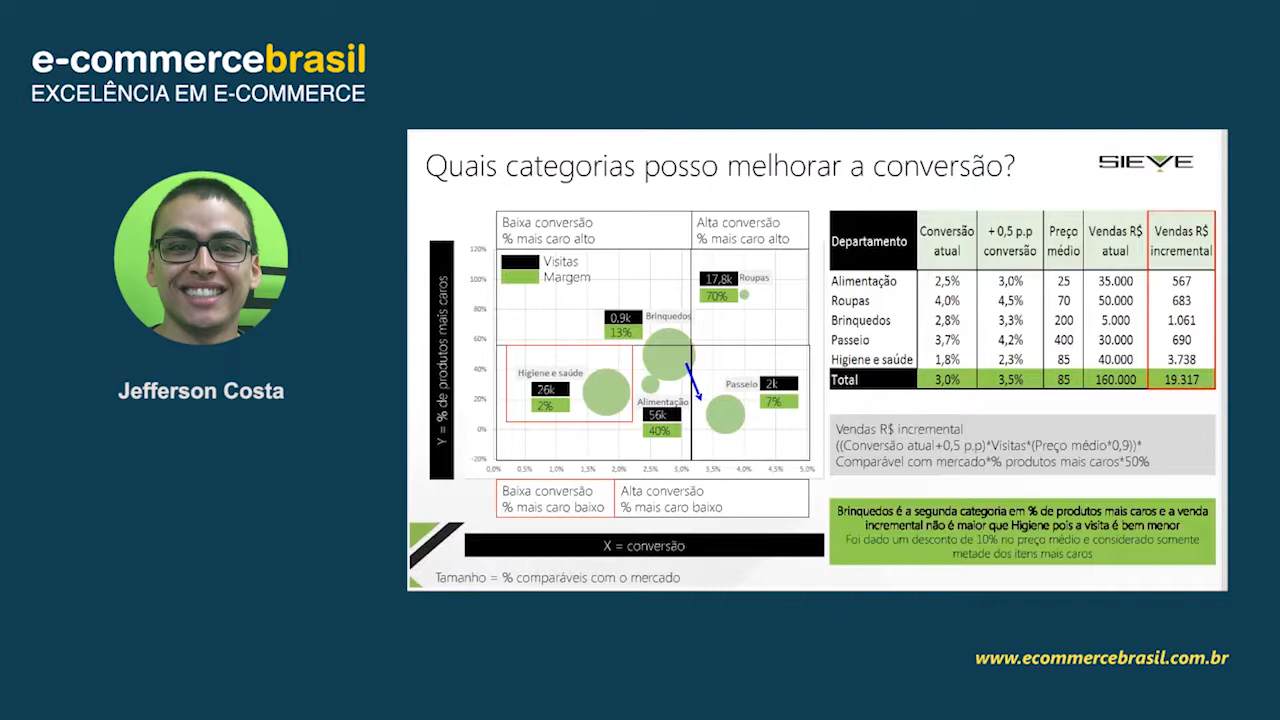 e-commercebrasil
EXCELÊNCIA EM E-COMMERCE
Jefferson Costa
Quais categorias posso melhorar a conversão?
SIEVE
Baixa conversão
% mais caro alto
Alta conversão
% mais caro alto
Y = % de produtos mais caros
120%
100%
80%
60%
40%
20%
0%
-20%
Visitas
Margem
17,8k
Roupas
70%
0,9k
Brinquedos
13%
Higiene e saúde
26k
2%
Alimentação
56k
40%
Passeio
2k
7%
0,0%
0,5%
1,0%
1,5%
2,0%
2,5%
3,0%
3,5%
4,0%
4,5%
5,0%
Baixa conversão
% mais caro baixo
Alta conversão
% mais caro baixo
X = conversão
Tamanho = % comparáveis com o mercado
Departamento Conversão atual + 0,5 p.p conversão Preço médio Vendas R$ atual Vendas R$ incremental
Alimentação 2,5% 3,0% 25 35.000 567
Roupas 4,0% 4,5% 70 50.000 683
Brinquedos 2,8% 3,3% 200 5.000 1.061
Passeio 3,7% 4,2% 400 30.000 690
Higiene e saúde 1,8% 2,3% 85 40.000 3.738
Total 3,0% 3,5% 85 160.000 19.317
Vendas R$ incremental
((Conversão atual+0,5 p.p)*Visitas*(Preço médio*0,9))*
Comparável com mercado*% produtos mais caros*50%
Brinquedos é a segunda categoria em % de produtos mais caros e a venda
incremental não é maior que Higiene pois a visita é bem menor
Foi dado um desconto de 10% no preço médio e considerado somente
metade dos itens mais caros
www.ecommercebrasil.com.br